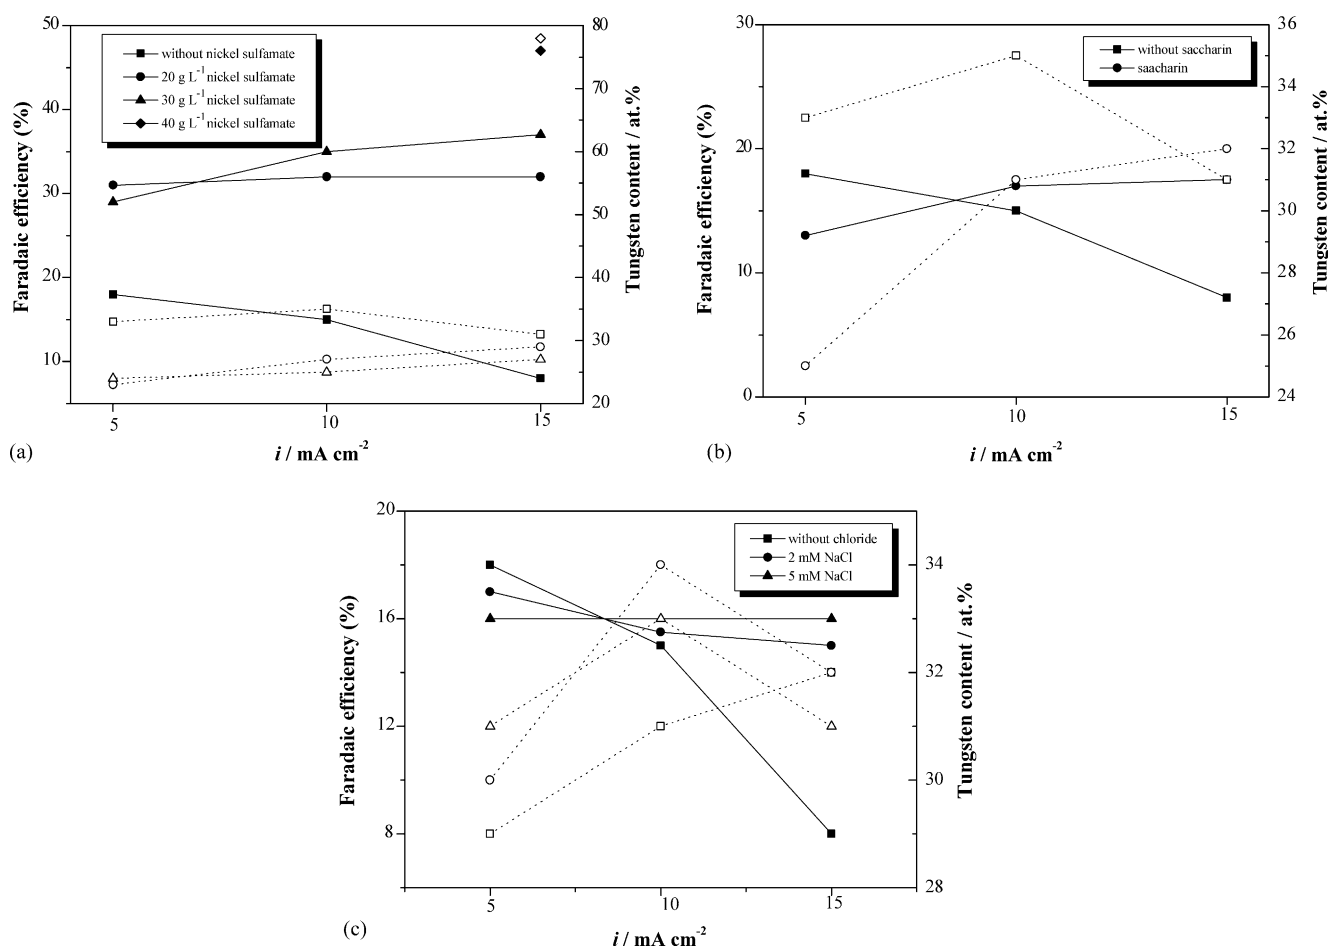 50
40
30
20
10
Faradaic efficiency (%)
without nickel sulfamate
20 g L-1 nickel sulfamate
30 g L-1 nickel sulfamate
40 g L-1 nickel sulfamate
80
70
60
50
40
30
20
Tungsten content / at.%
5
10
15
(a)
i / mA cm-2
30
20
10
0
Faradaic efficiency (%)
without saccharin
saacharin
36
34
32
30
28
26
24
Tungsten content / at.%
5
10
15
(b)
i / mA cm-2
20
16
12
8
Faradaic efficiency (%)
without chloride
2 mM NaCl
5 mM NaCl
34
32
30
28
Tungsten content / at.%
5
10
15
(c)
i / mA cm-2